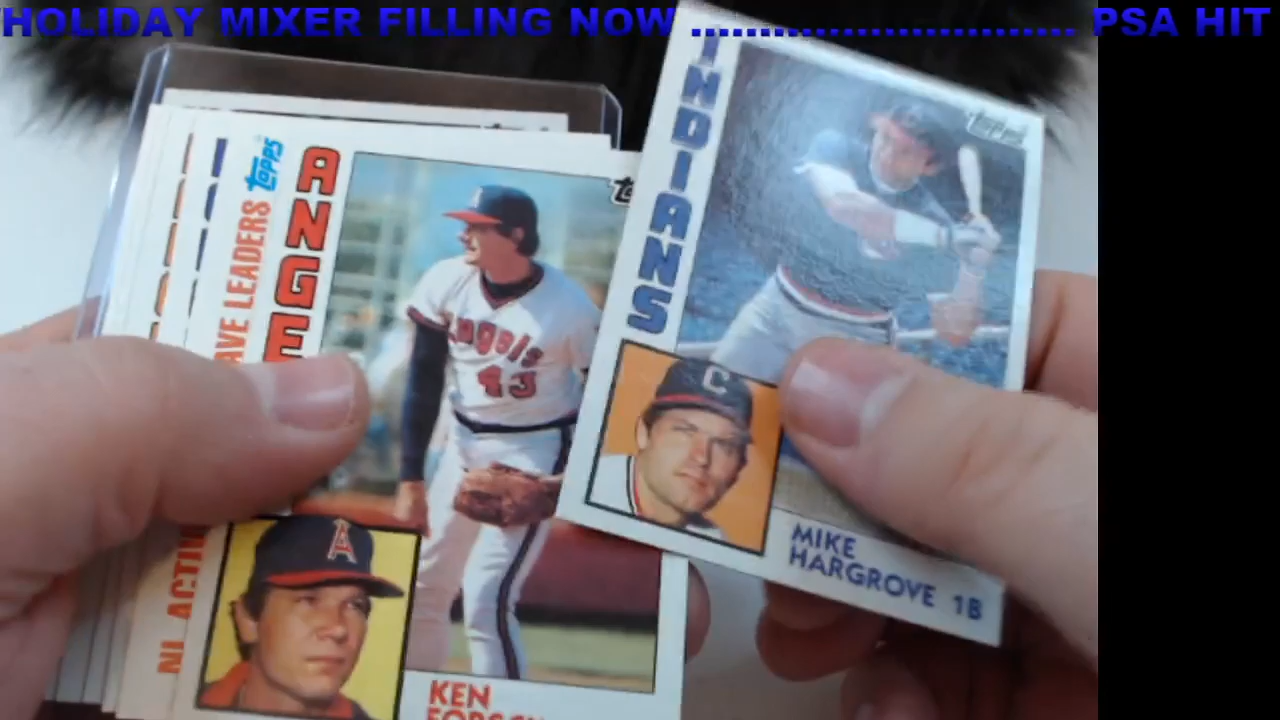 HOLIDAY MIXER FILLING NOW ............................ PSA HIT
INDIANS
Topps
MIKE
HARGROVE 1B
ANGE
Angels
43
A
C
KEN
AVE LEADERS Topps
NL ACTIV